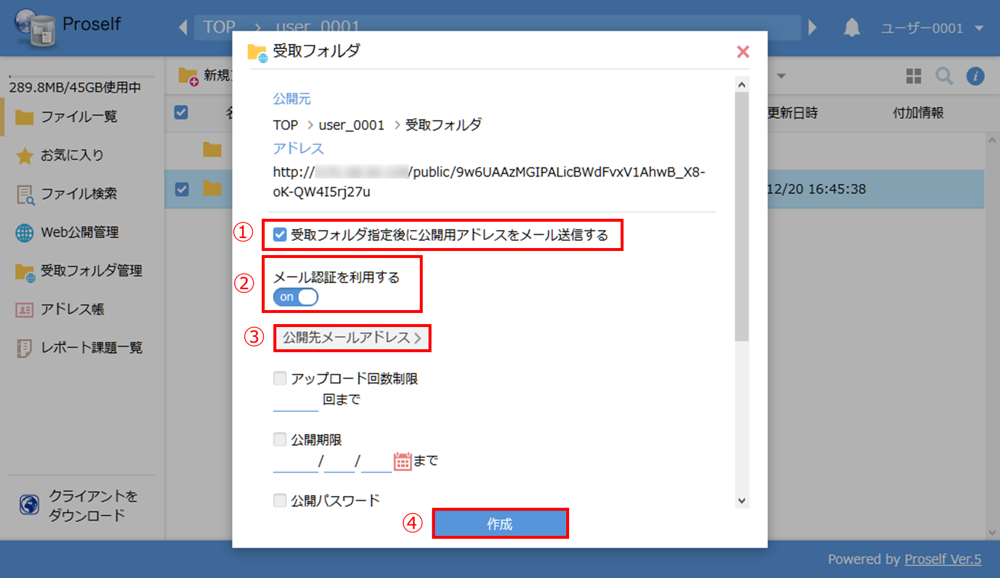 Proself
TOP > user_0001
ユーザー0001
289.8MB/45GB使用中
ファイル一覧
お気に入り
ファイル検索
Web公開管理
受取フォルダ管理
アドレス帳
レポート課題一覧
クライアントを
ダウンロード
新規
更新日時
付加情報
12/20 16:45:38
受取フォルダ
公開元
TOP > user_0001 > 受取フォルダ
アドレス
http://
/public/9w6UAAzMGIPALicBWdFvxV1AhwB_X8-
oK-QW4I5rj27u
① 受取フォルダ指定後に公開用アドレスをメール送信する
② メール認証を利用する
on
③ 公開先メールアドレス >
アップロード回数制限
回まで
公開期限
/ / まで
公開パスワード
④ 作成
Powered by Proself Ver.5